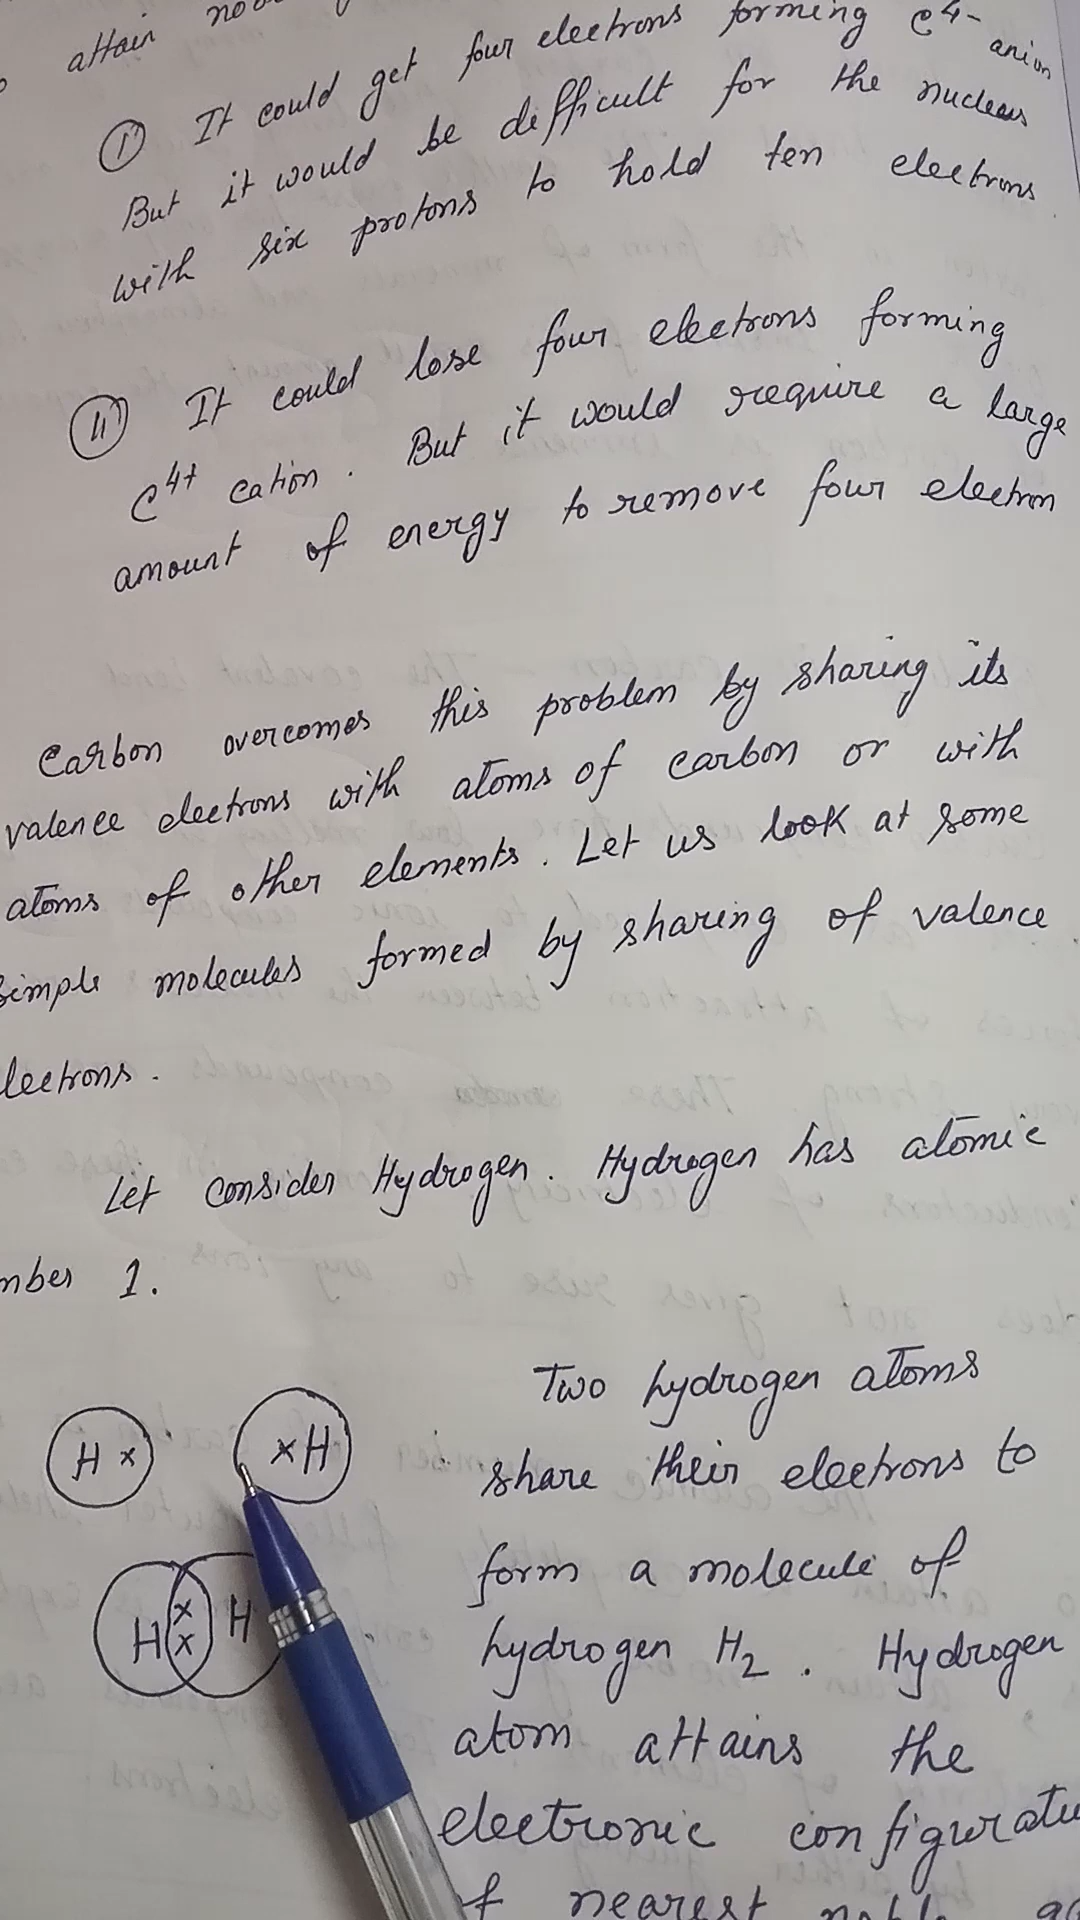 attain
① It could get four electrons forming C⁴⁻ anion
But it would be difficult for the nucleus
with six protons to hold ten electrons
ⓘⓘ It could lose four electrons forming
C⁴⁺ cation. But it would require a large
amount of energy to remove four electron
Carbon overcomes this problem by sharing its
valence electrons with atoms of carbon or with
atoms of other elements. Let us look at some
simple molecules formed by sharing of valence
lectrons.
Let consider Hydrogen. Hydrogen has atomic
mber 1.
H x
x H
H x x H
Two hydrogen atoms
share their electrons to
form a molecule of
hydrogen H₂. Hydrogen
atom attains the
electronic configurat
of nearest noble